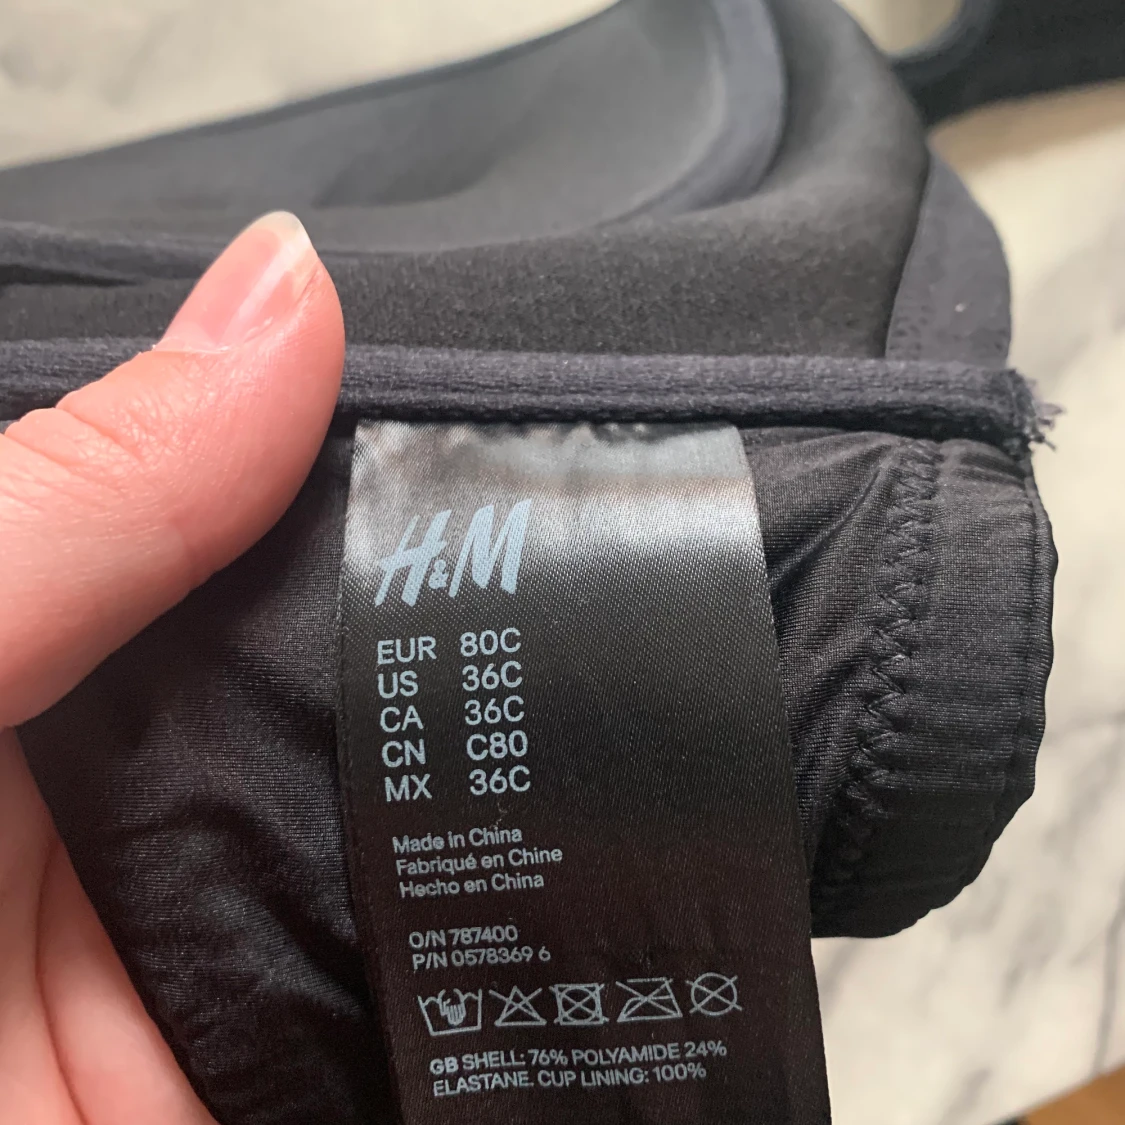 H&M
EUR 80C
US 36C
CA 36C
CN C80
MX 36C
Made in China
Fabriqué en Chine
Hecho en China
O/N 787400
P/N 0578369 6
GB SHELL: 76% POLYAMIDE 24%
ELASTANE. CUP LINING: 100%